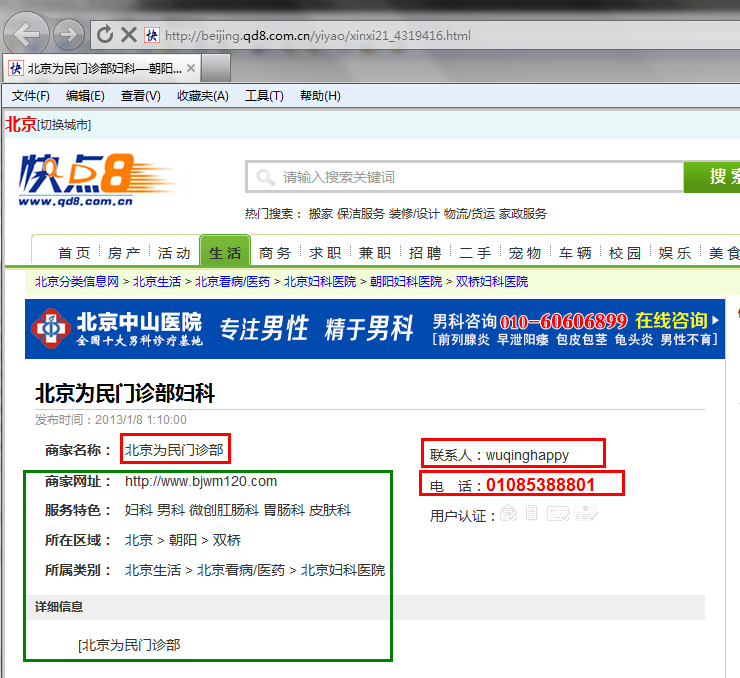 快 http://beijing.qd8.com.cn/yiyao/xinxi21_4319416.html
快 北京为民门诊部妇科—朝阳... ×
文件(F) 编辑(E) 查看(V) 收藏夹(A) 工具(T) 帮助(H)
北京[切换城市]
快点8
www.qd8.com.cn
请输入搜索关键词 搜索
热门搜索： 搬家 保洁服务 装修/设计 物流/货运 家政服务
首页 房产 活动 生活 商务 求职 兼职 招聘 二手 宠物 车辆 校园 娱乐 美食
北京分类信息网 > 北京生活 > 北京看病/医药 > 北京妇科医院 > 朝阳妇科医院 > 双桥妇科医院
北京中山医院
全国十大男科诊疗基地
专注男性 精于男科
男科咨询 010-60606899 在线咨询
[前列腺炎 早泄阳痿 包皮包茎 龟头炎 男性不育]
北京为民门诊部妇科
发布时间：2013/1/8 1:10:00
商家名称： 北京为民门诊部
联系人：wuqinghappy
商家网址： http://www.bjwm120.com
电 话：01085388801
服务特色： 妇科 男科 微创肛肠科 胃肠科 皮肤科
用户认证：
所在区域： 北京 > 朝阳 > 双桥
所属类别： 北京生活 > 北京看病/医药 > 北京妇科医院
详细信息
[北京为民门诊部